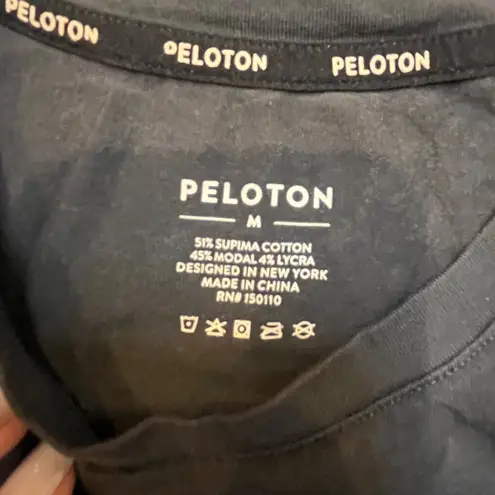 PELOTON PELOTON PELOTON
PELOTON
M
51% SUPIMA COTTON
45% MODAL 4% LYCRA
DESIGNED IN NEW YORK
MADE IN CHINA
RN# 150110